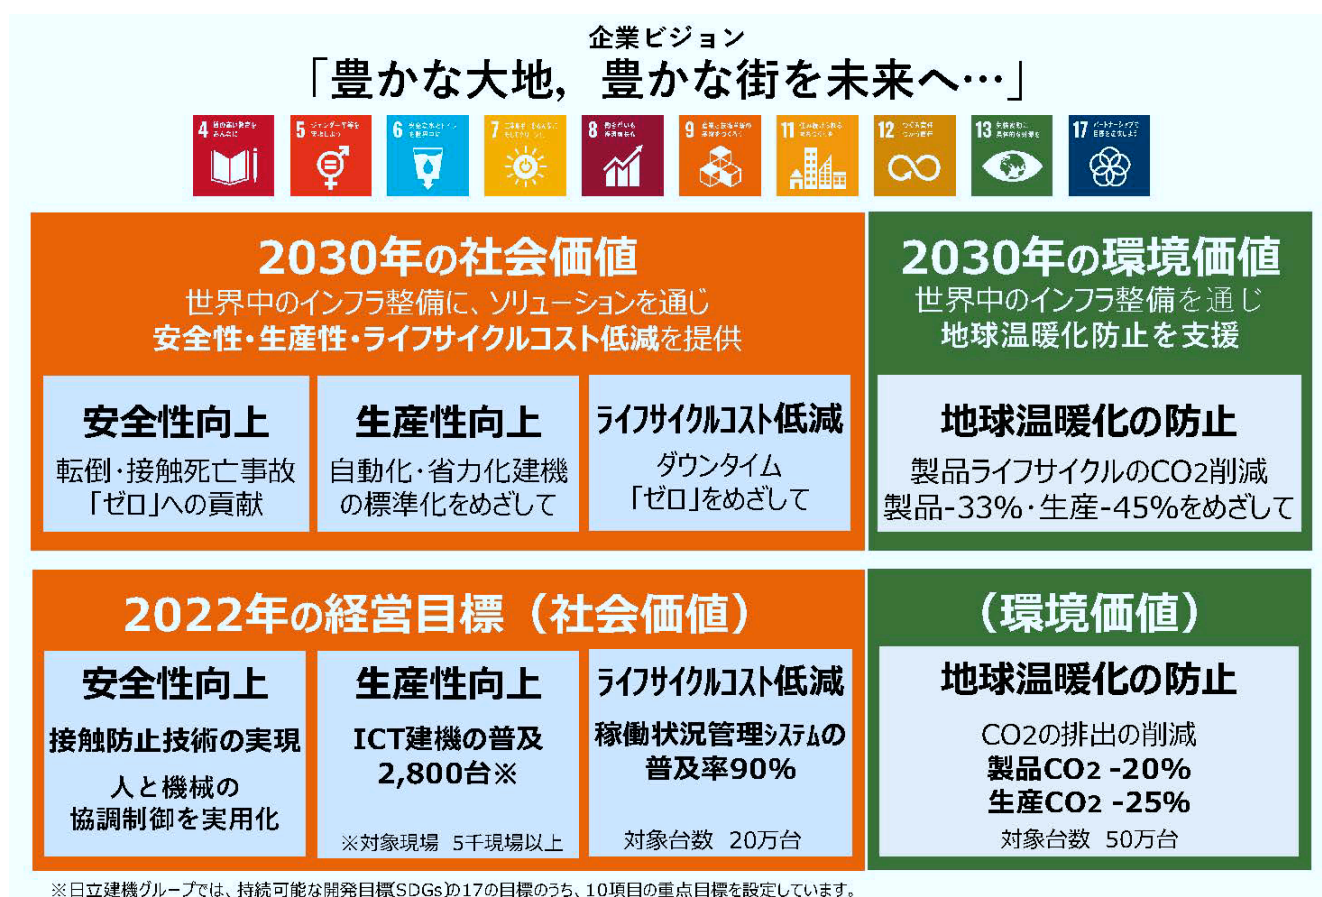 企業ビジョン
「豊かな大地，豊かな街を未来へ…」
4
5
6
7
8
9
11
12
13
17
2030年の社会価値
世界中のインフラ整備に、ソリューションを通じ
安全性・生産性・ライフサイクルコスト低減を提供
安全性向上
転倒・接触死亡事故
「ゼロ」への貢献
生産性向上
自動化・省力化建機
の標準化をめざして
ライフサイクルコスト低減
ダウンタイム
「ゼロ」をめざして
2030年の環境価値
世界中のインフラ整備を通じ
地球温暖化防止を支援
地球温暖化の防止
製品ライフサイクルのCO2削減
製品-33%・生産-45%をめざして
2022年の経営目標（社会価値）
安全性向上
接触防止技術の実現
人と機械の
協調制御を実用化
生産性向上
ICT建機の普及
2,800台※
※対象現場 5千現場以上
ライフサイクルコスト低減
稼働状況管理システムの
普及率90%
対象台数 20万台
（環境価値）
地球温暖化の防止
CO2の排出の削減
製品CO2 -20%
生産CO2 -25%
対象台数 50万台
※日立建機グループでは、持続可能な開発目標(SDGs)の17の目標のうち、10項目の重点目標を設定しています。